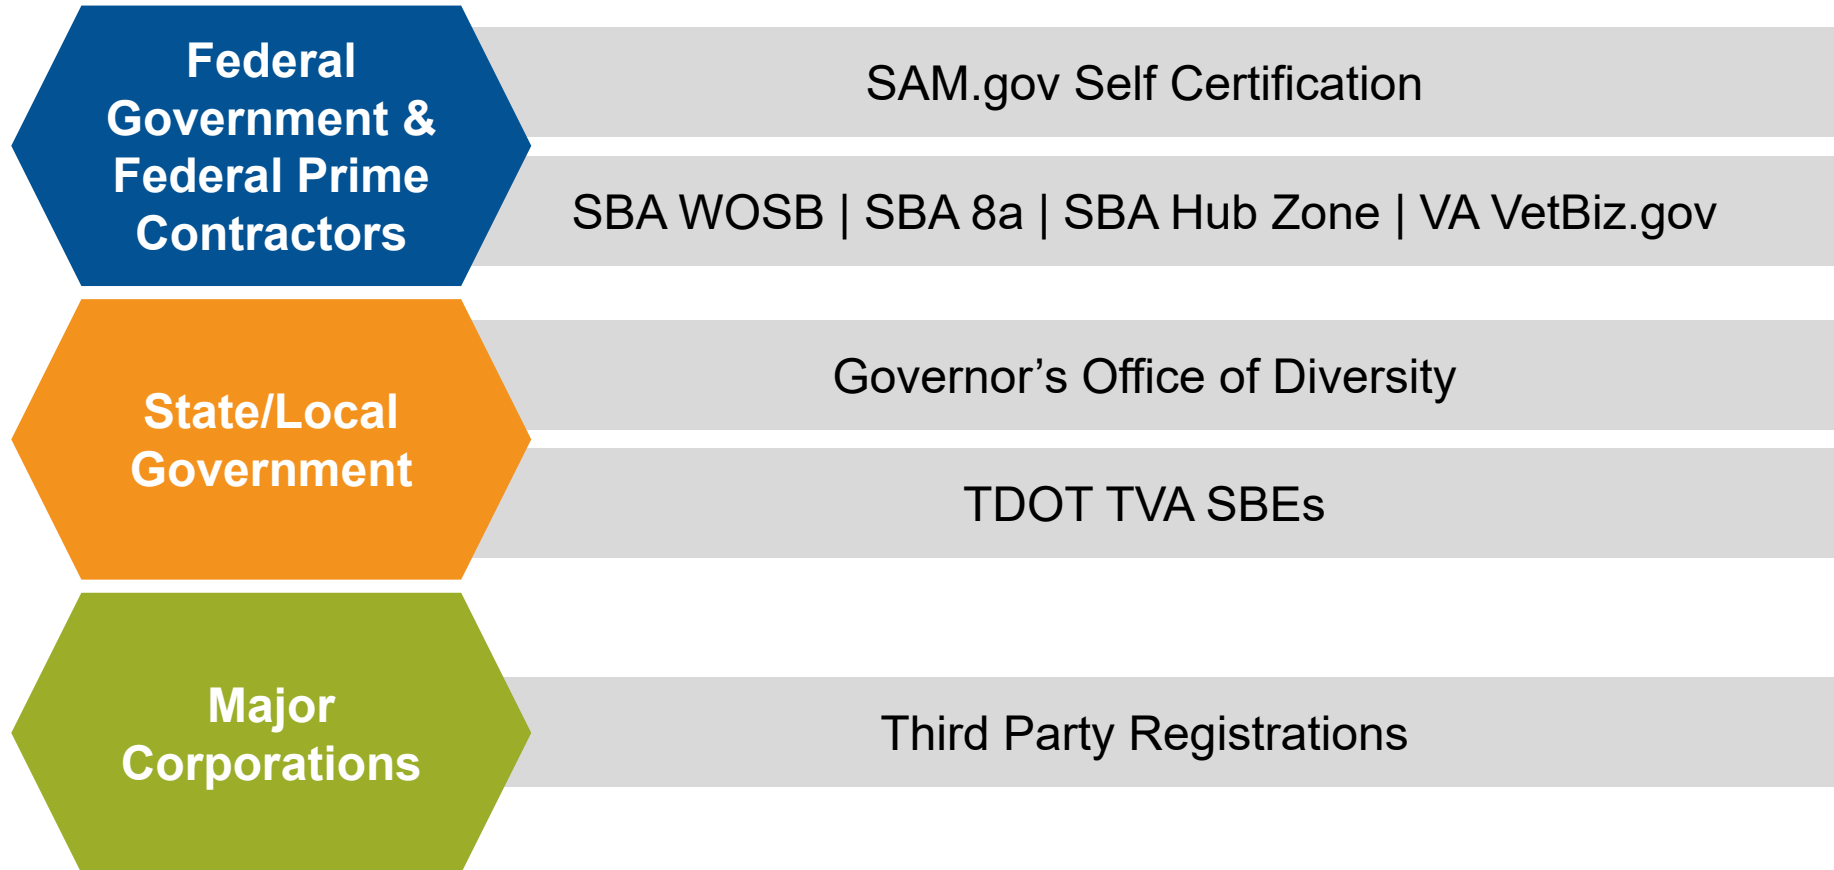 Federal
Government &
Federal Prime
Contractors
SAM.gov Self Certification
SBA WOSB | SBA 8a | SBA Hub Zone | VA VetBiz.gov
State/Local
Government
Governor’s Office of Diversity
TDOT TVA SBEs
Major
Corporations
Third Party Registrations